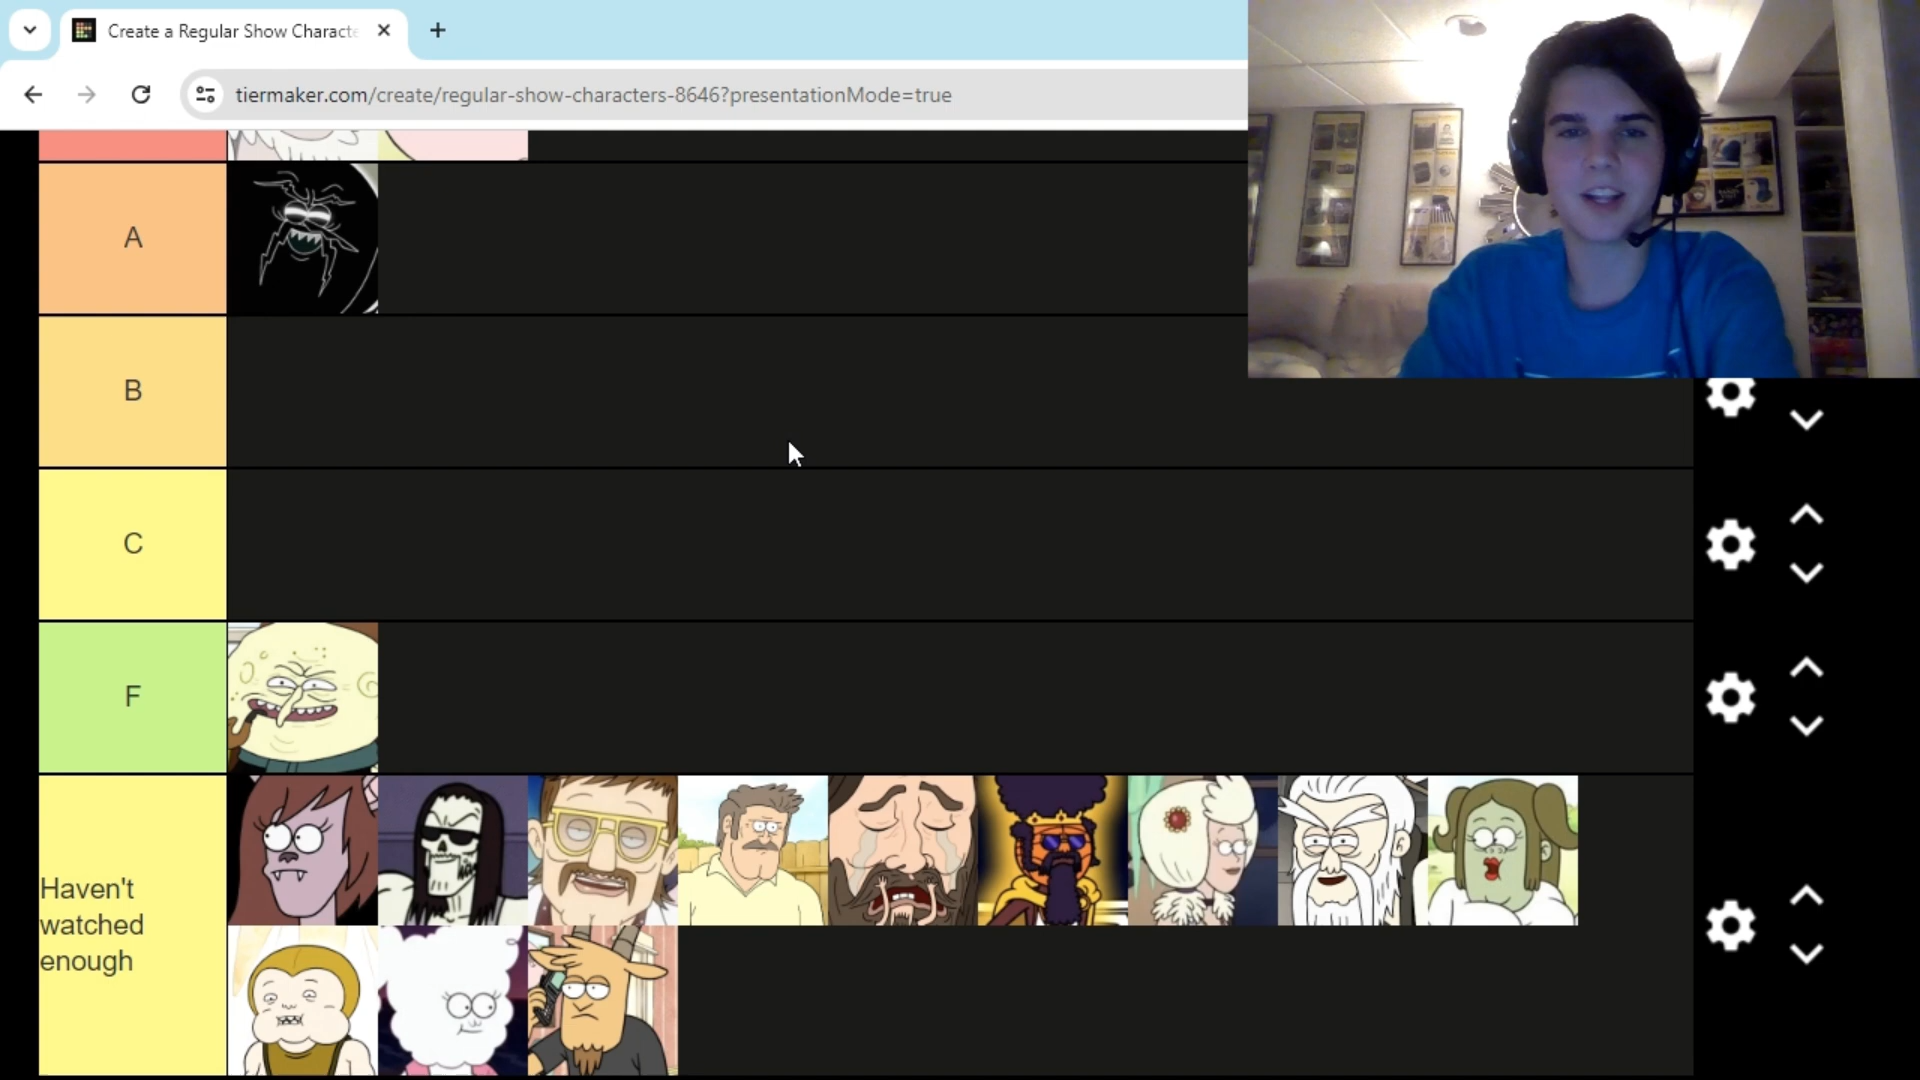 Create a Regular Show Characte
tiermaker.com/create/regular-show-characters-8646?presentationMode=true
A
B
C
F
Haven't
watched
enough